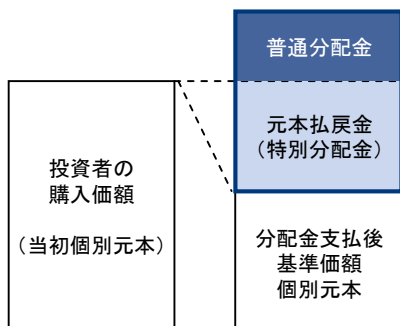 普通分配金
元本払戻金
（特別分配金）
投資者の
購入価額
（当初個別元本）
分配金支払後
基準価額
個別元本